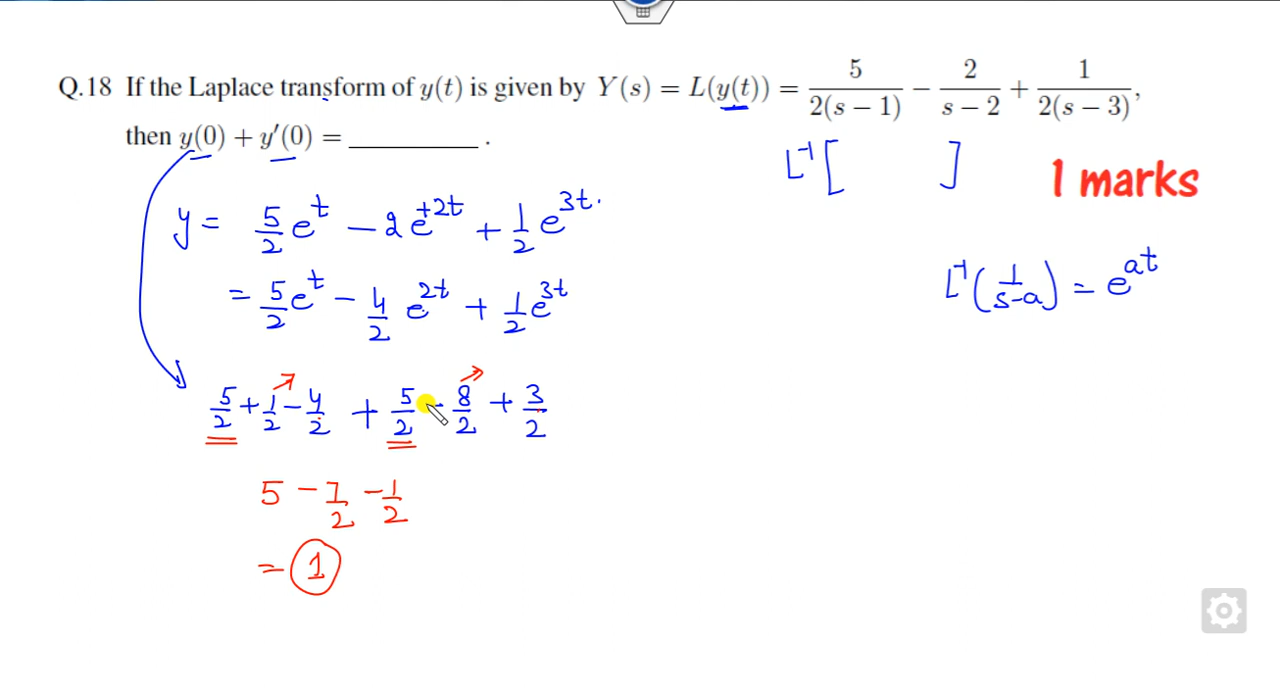 Q.18 If the Laplace transform of y(t) is given by Y(s) = L(y(t)) = 5/(2(s − 1)) − 2/(s − 2) + 1/(2(s − 3)),
then y(0) + y′(0) = __________ .
L⁻¹[ ]
1 marks
y = 5/2 e^t − 2e^{+2t} + 1/2 e^{3t}.
L⁻¹(1/(s−a)) = e^{at}
= 5/2 e^t − 4/2 e^{2t} + 1/2 e^{3t}
5/2 + 1/2 − 4/2 + 5/2 − 8/2 + 3/2
5 − 7/2 − 1/2
= 1